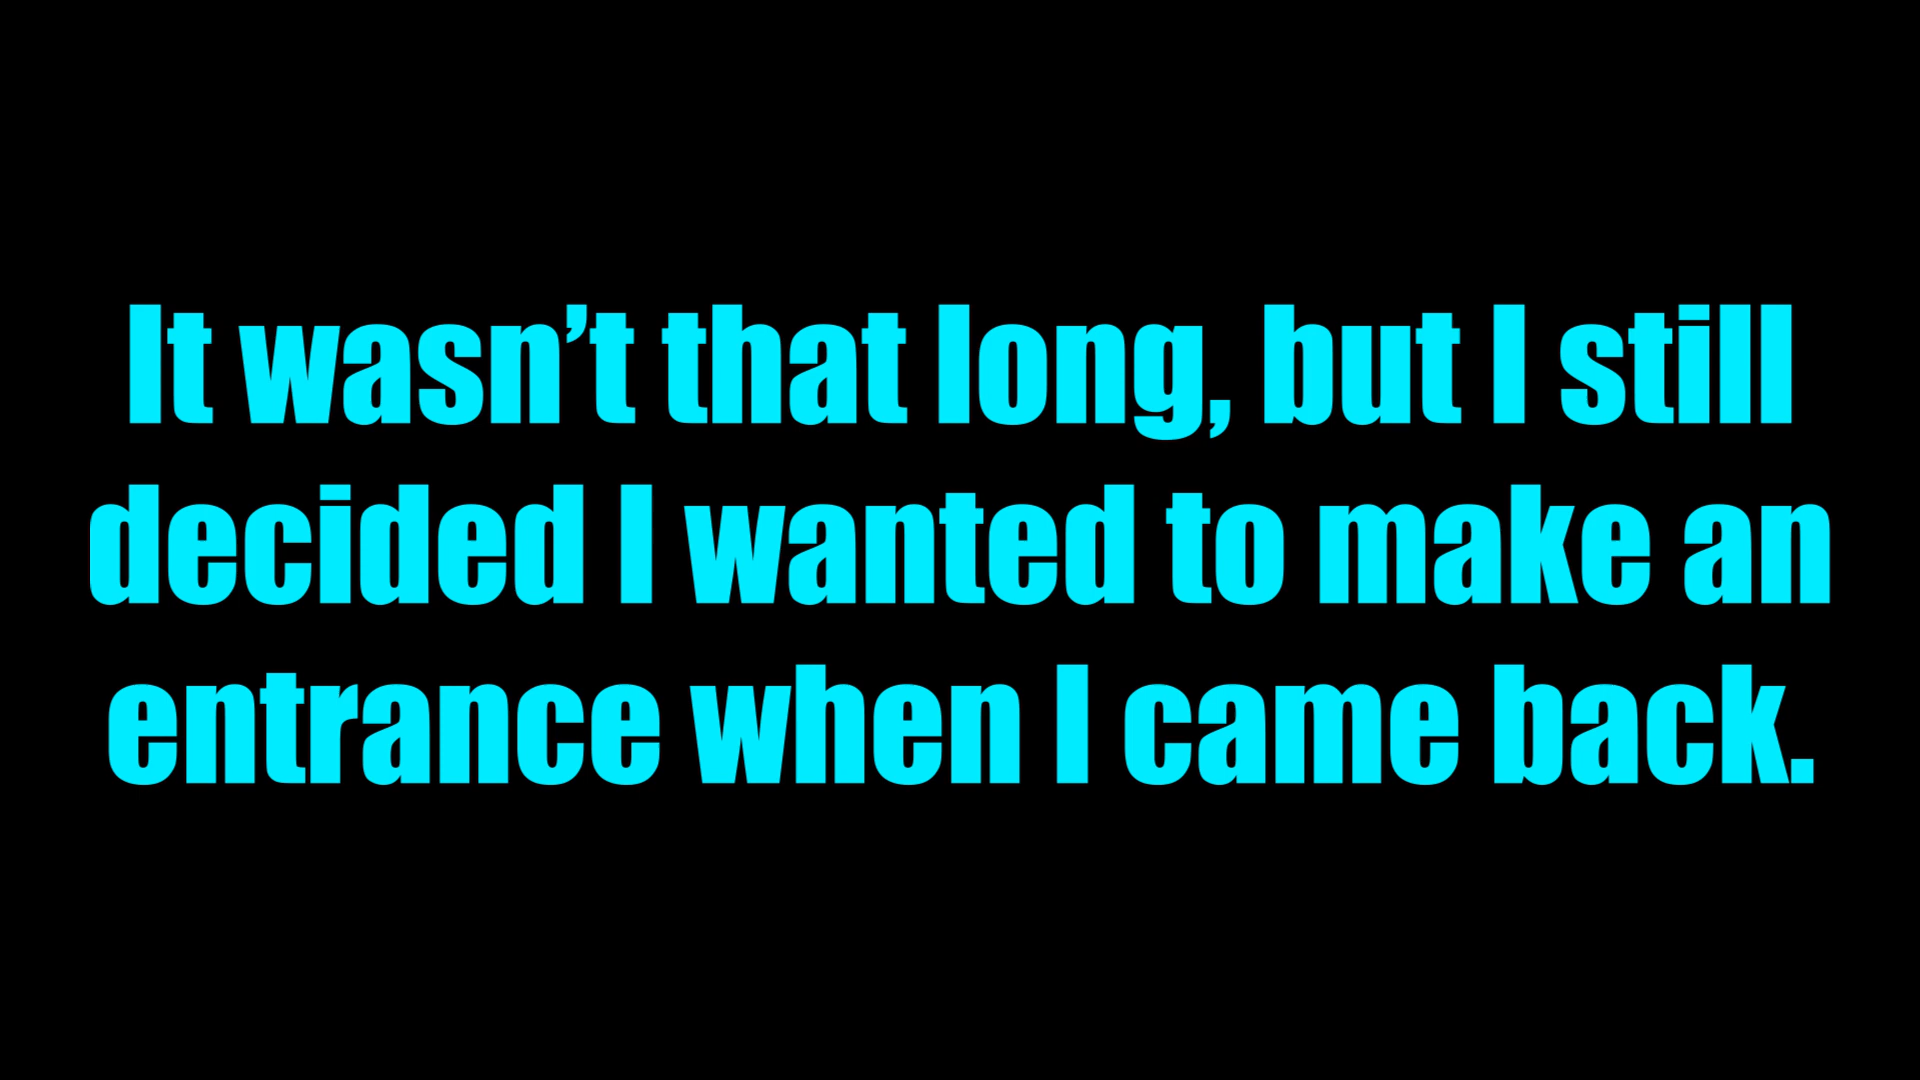 It wasn’t that long, but I still
decided I wanted to make an
entrance when I came back.